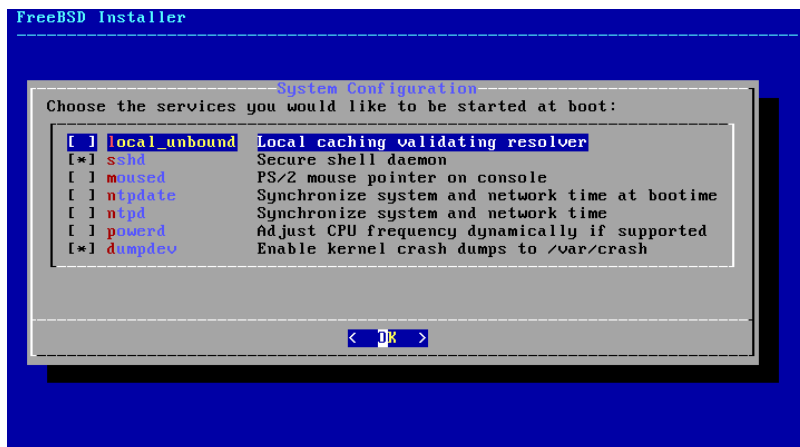 FreeBSD Installer
System Configuration
Choose the services you would like to be started at boot:
[ ] local_unbound Local caching validating resolver
[*] sshd Secure shell daemon
[ ] moused PS/2 mouse pointer on console
[ ] ntpdate Synchronize system and network time at bootime
[ ] ntpd Synchronize system and network time
[ ] powerd Adjust CPU frequency dynamically if supported
[*] dumpdev Enable kernel crash dumps to /var/crash
< OK >